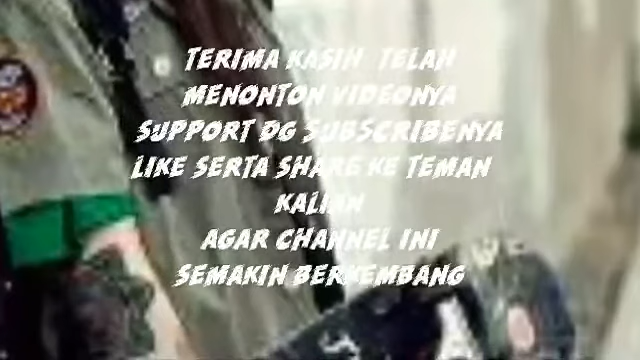 TERIMA KASIH TELAH
MENONTON VIDEONYA
SUPPORT DG SUBSCRIBENYA
LIKE SERTA SHARE KE TEMAN
KALIAN
AGAR CHANNEL INI
SEMAKIN BERKEMBANG